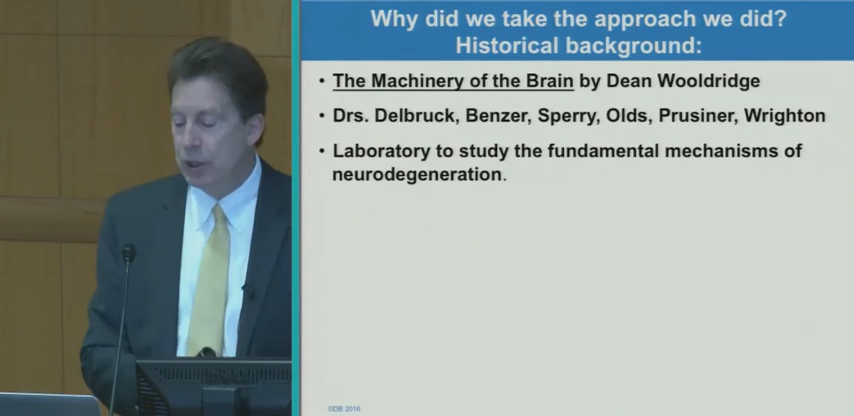 Why did we take the approach we did?
Historical background:
• The Machinery of the Brain by Dean Wooldridge
• Drs. Delbruck, Benzer, Sperry, Olds, Prusiner, Wrighton
• Laboratory to study the fundamental mechanisms of
neurodegeneration.
©DB 2016